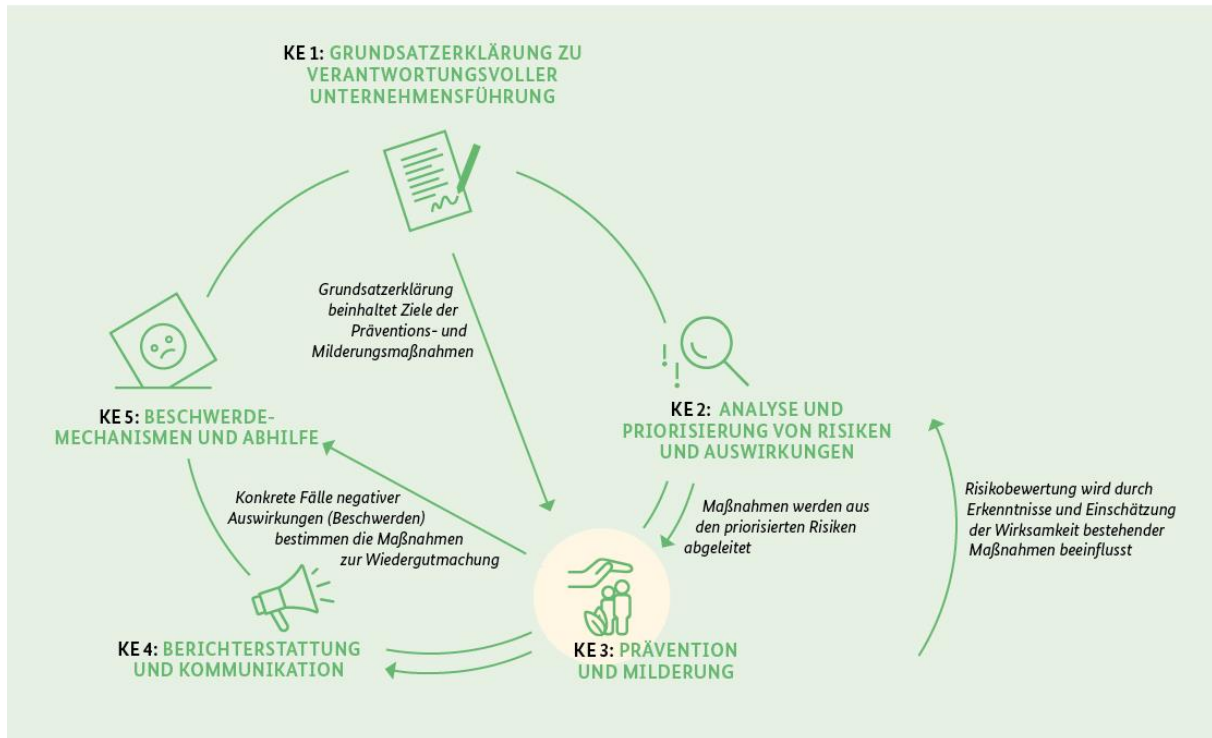 KE 1: GRUNDSATZERKLÄRUNG ZU
VERANTWORTUNGSVOLLER
UNTERNEHMENSFÜHRUNG
Grundsatzerklärung
beinhaltet Ziele der
Präventions- und
Milderungsmaßnahmen
KE 2: ANALYSE UND
PRIORISIERUNG VON RISIKEN
UND AUSWIRKUNGEN
KE 5: BESCHWERDE-
MECHANISMEN UND ABHILFE
Konkrete Fälle negativer
Auswirkungen (Beschwerden)
bestimmen die Maßnahmen
zur Wiedergutmachung
Maßnahmen werden aus
den priorisierten Risiken
abgeleitet
Risikobewertung wird durch
Erkenntnisse und Einschätzung
der Wirksamkeit bestehender
Maßnahmen beeinflusst
KE 4: BERICHTERSTATTUNG
UND KOMMUNIKATION
KE 3: PRÄVENTION
UND MILDERUNG